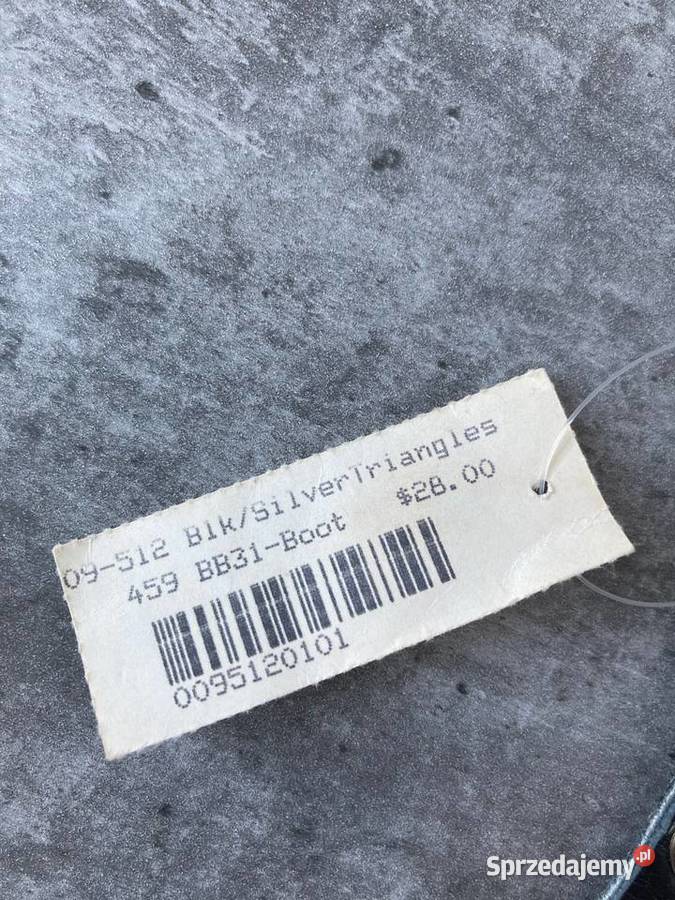 09-512 Blk/SilverTriangles
459 BB31-Boot $28.00
0095120101
Sprzedajemy.pl